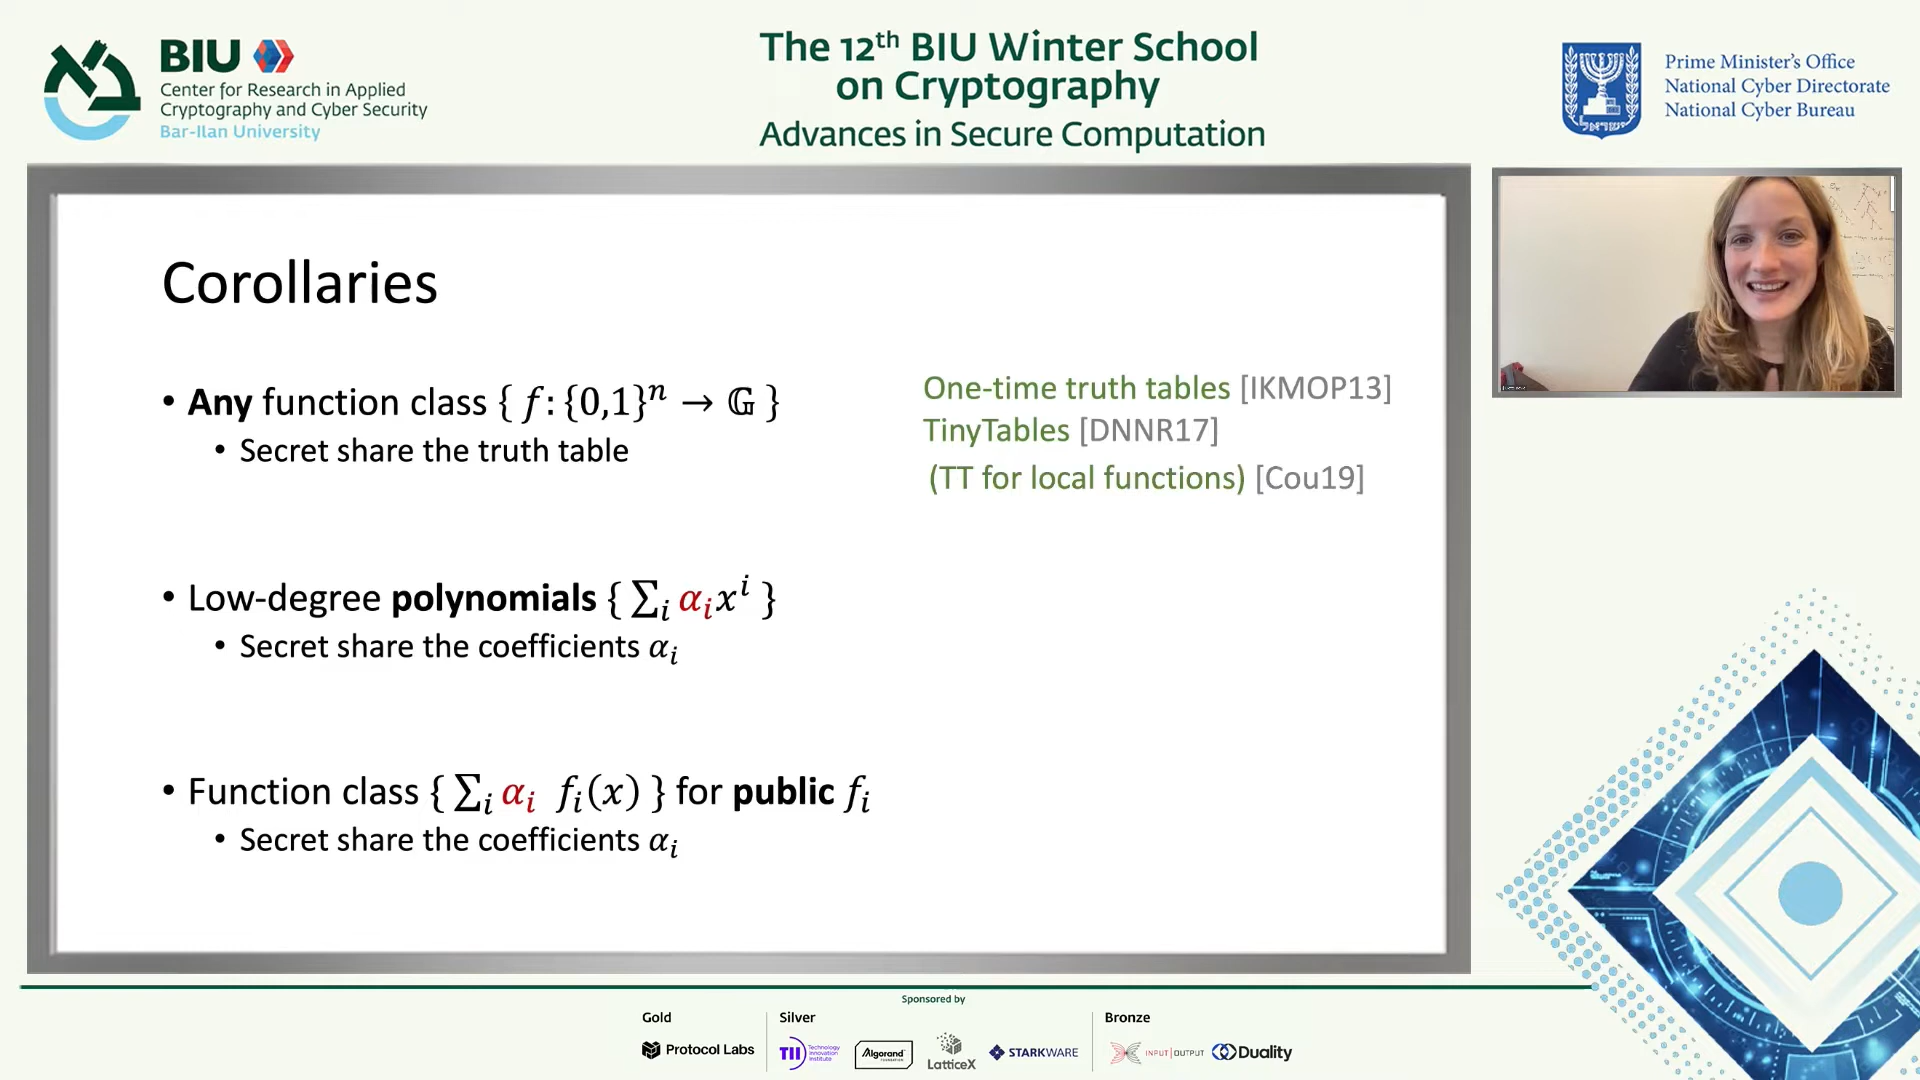 BIU
Center for Research in Applied
Cryptography and Cyber Security
Bar-Ilan University
The 12th BIU Winter School
on Cryptography
Advances in Secure Computation
Prime Minister's Office
National Cyber Directorate
National Cyber Bureau
Corollaries
• Any function class { f: {0,1}ⁿ → 𝔾 }
• Secret share the truth table
One-time truth tables [IKMOP13]
TinyTables [DNNR17]
(TT for local functions) [Cou19]
• Low-degree polynomials { ∑ᵢ αᵢxⁱ }
• Secret share the coefficients αᵢ
• Function class { ∑ᵢ αᵢ fᵢ(x) } for public fᵢ
• Secret share the coefficients αᵢ
Sponsored by
Gold
Silver
Bronze
Protocol Labs
TII Technology Innovation Institute
Algorand
LatticeX
STARKWARE
INPUT | OUTPUT
Duality